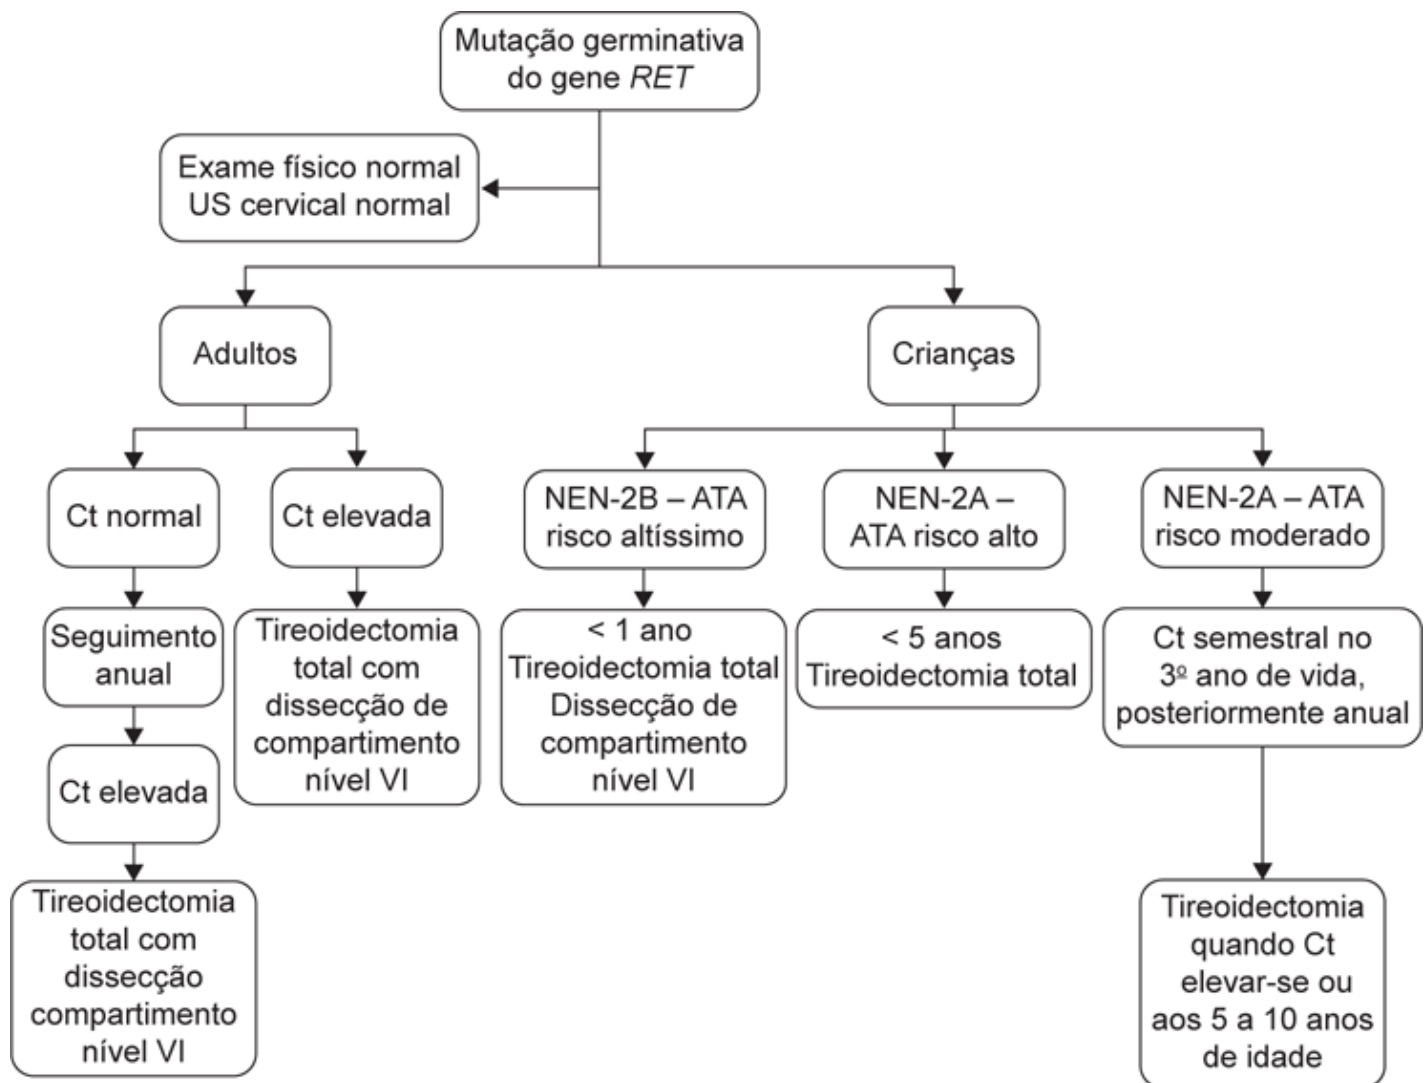 Mutação germinativa
do gene RET
Exame físico normal
US cervical normal
Adultos
Crianças
Ct normal
Ct elevada
NEN-2B – ATA
risco altíssimo
NEN-2A –
ATA risco alto
NEN-2A – ATA
risco moderado
Seguimento
anual
Tireoidectomia
total com
dissecção de
compartimento
nível VI
< 1 ano
Tireoidectomia total
Dissecção de
compartimento
nível VI
< 5 anos
Tireoidectomia total
Ct semestral no
3º ano de vida,
posteriormente anual
Ct elevada
Tireoidectomia
total com
dissecção
compartimento
nível VI
Tireoidectomia
quando Ct
elevar-se ou
aos 5 a 10 anos
de idade